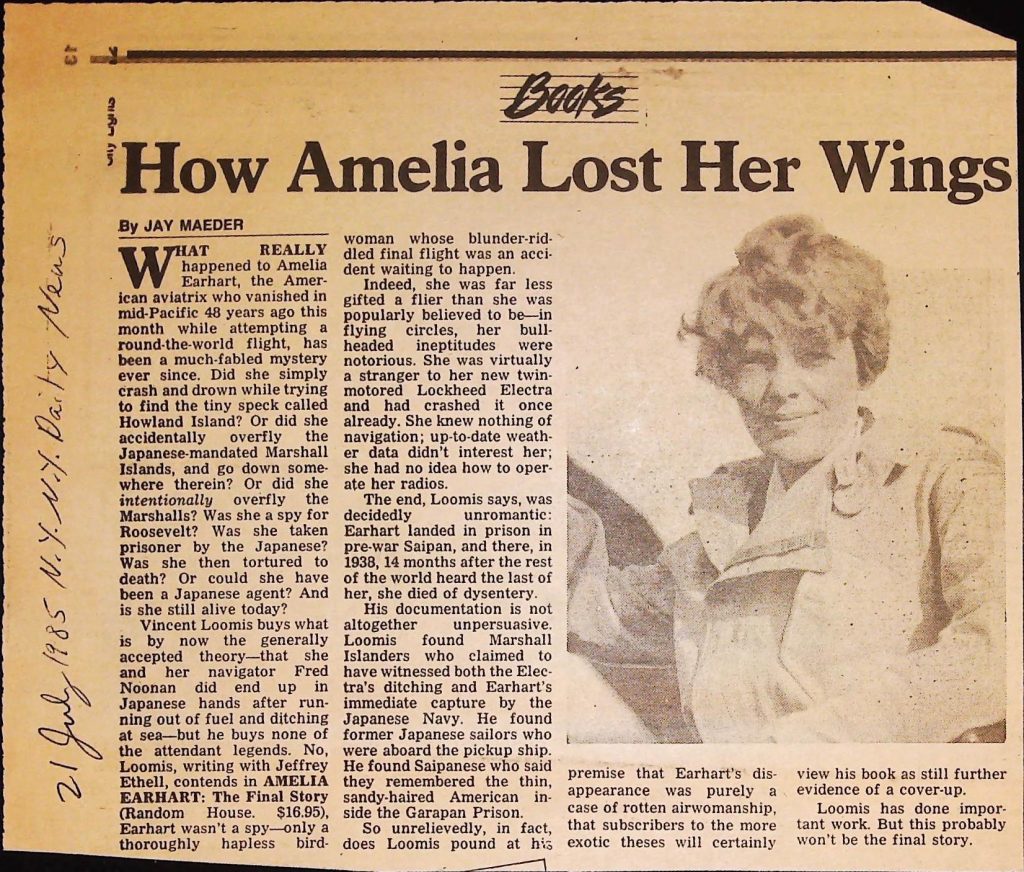 13
Books
How Amelia Lost Her Wings
By JAY MAEDER
WHAT REALLY
happened to Amelia
Earhart, the Amer-
ican aviatrix who vanished in
mid-Pacific 48 years ago this
month while attempting a
round-the-world flight, has
been a much-fabled mystery
ever since. Did she simply
crash and drown while trying
to find the tiny speck called
Howland Island? Or did she
accidentally overfly the
Japanese-mandated Marshall
Islands, and go down some-
where therein? Or did she
intentionally overfly the
Marshalls? Was she a spy for
Roosevelt? Was she taken
prisoner by the Japanese?
Was she then tortured to
death? Or could she have
been a Japanese agent? And
is she still alive today?
Vincent Loomis buys what
is by now the generally
accepted theory—that she
and her navigator Fred
Noonan did end up in
Japanese hands after run-
ning out of fuel and ditching
at sea—but he buys none of
the attendant legends. No,
Loomis, writing with Jeffrey
Ethell, contends in AMELIA
EARHART: The Final Story
(Random House. $16.95),
Earhart wasn't a spy—only a
thoroughly hapless bird-
woman whose blunder-rid-
dled final flight was an acci-
dent waiting to happen.
Indeed, she was far less
gifted a flier than she was
popularly believed to be—in
flying circles, her bull-
headed ineptitudes were
notorious. She was virtually
a stranger to her new twin-
motored Lockheed Electra
and had crashed it once
already. She knew nothing of
navigation; up-to-date weath-
er data didn't interest her;
she had no idea how to oper-
ate her radios.
The end, Loomis says, was
decidedly unromantic:
Earhart landed in prison in
pre-war Saipan, and there, in
1938, 14 months after the rest
of the world heard the last of
her, she died of dysentery.
His documentation is not
altogether unpersuasive.
Loomis found Marshall
Islanders who claimed to
have witnessed both the Elec-
tra's ditching and Earhart's
immediate capture by the
Japanese Navy. He found
former Japanese sailors who
were aboard the pickup ship.
He found Saipanese who said
they remembered the thin,
sandy-haired American in-
side the Garapan Prison.
So unrelievedly, in fact,
does Loomis pound at his
premise that Earhart's dis-
appearance was purely a
case of rotten airwomanship,
that subscribers to the more
exotic theses will certainly
view his book as still further
evidence of a cover-up.
Loomis has done impor-
tant work. But this probably
won't be the final story.
21 July 1985 N.Y. N.Y. Daily News